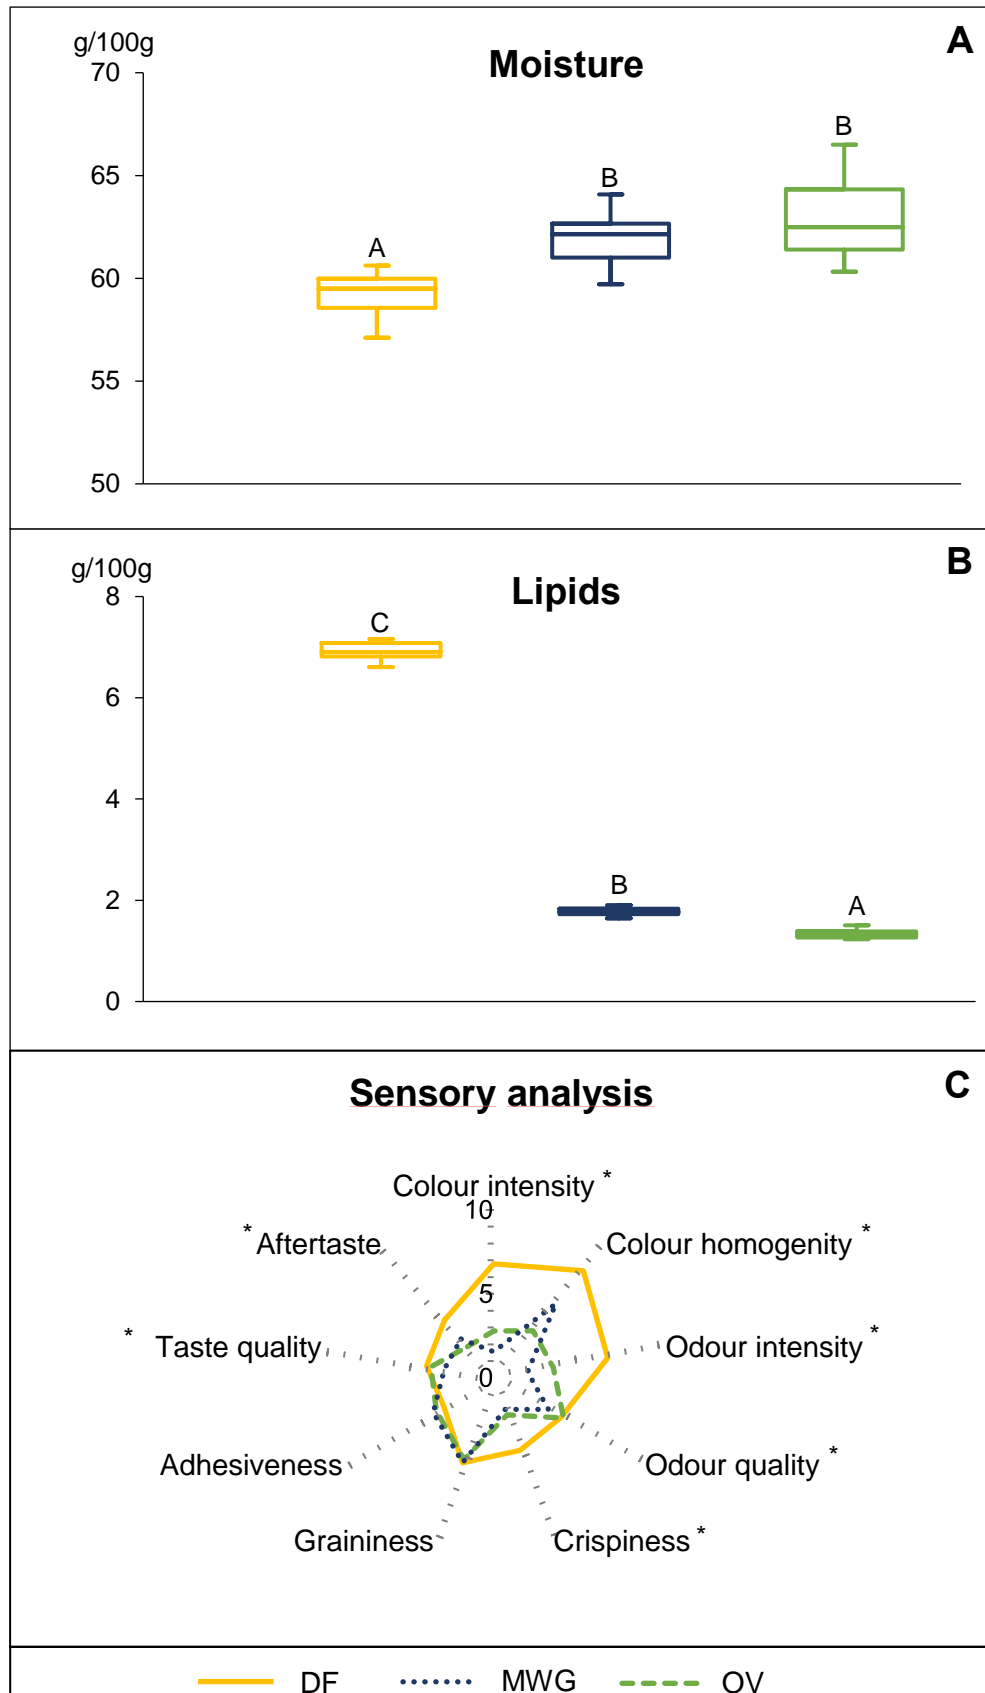 A
g/100g
Moisture
70
B
B
65
A
60
55
50
B
g/100g
Lipids
8
C
6
4
2
B
A
0
C
Sensory analysis
Colour intensity *
10
* Aftertaste
Colour homogenity *
5
* Taste quality
Odour intensity *
0
Adhesiveness
Odour quality *
Graininess
Crispiness *
DF MWG OV